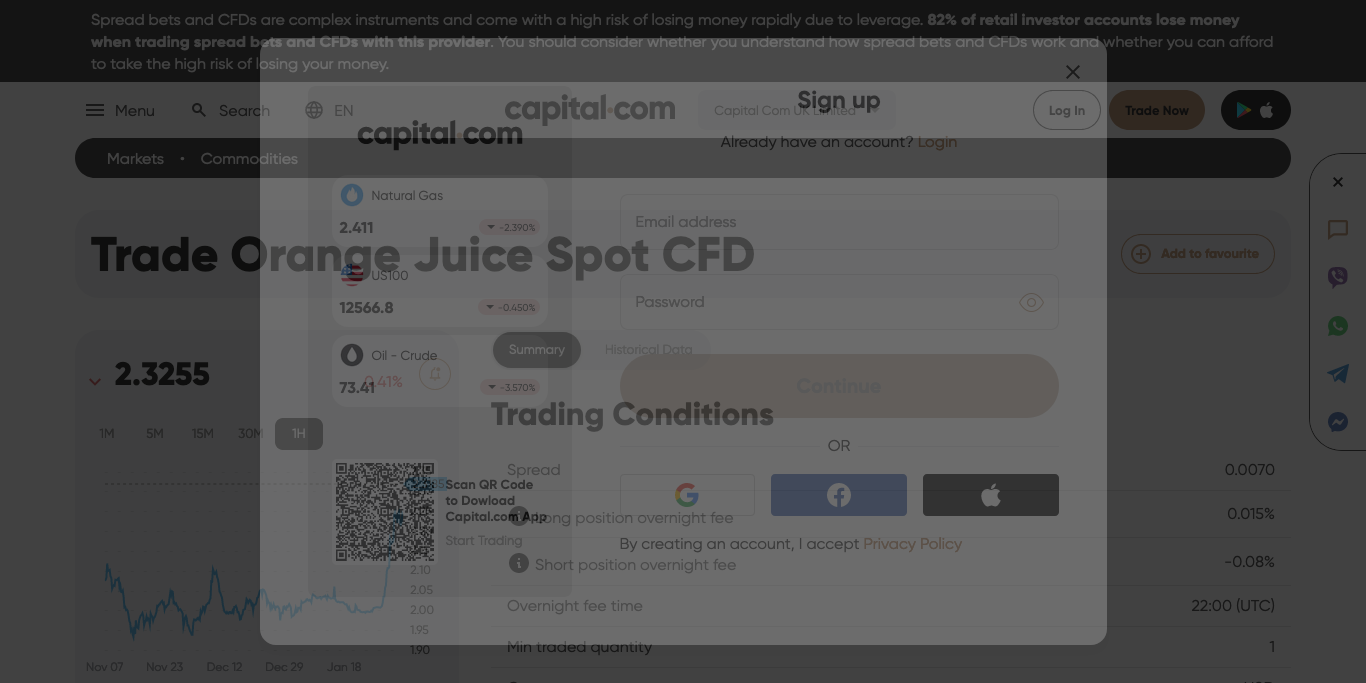 Spread bets and CFDs are complex instruments and come with a high risk of losing money rapidly due to leverage. 82% of retail investor accounts lose money
when trading spread bets and CFDs with this provider. You should consider whether you understand how spread bets and CFDs work and whether you can afford
to take the high risk of losing your money.
Menu
Search
EN
capital.com
Capital Com UK Limited
Log In
Trade Now
Markets • Commodities
Trade Orange Juice Spot CFD
Add to favourite
2.3255
0.41%
1M
5M
15M
30M
1H
2.10
2.05
2.00
1.95
1.90
Nov 07
Nov 23
Dec 12
Dec 29
Jan 18
Summary
Historical Data
Trading Conditions
Spread
0.0070
Long position overnight fee
0.015%
Short position overnight fee
-0.08%
Overnight fee time
22:00 (UTC)
Min traded quantity
1
capital.com
Natural Gas
2.411
-2.390%
US100
12566.8
-0.450%
Oil - Crude
73.41
-3.570%
Scan QR Code
to Dowload
Capital.com App
Start Trading
Sign up
Already have an account? Login
Email address
Password
Continue
OR
By creating an account, I accept Privacy Policy